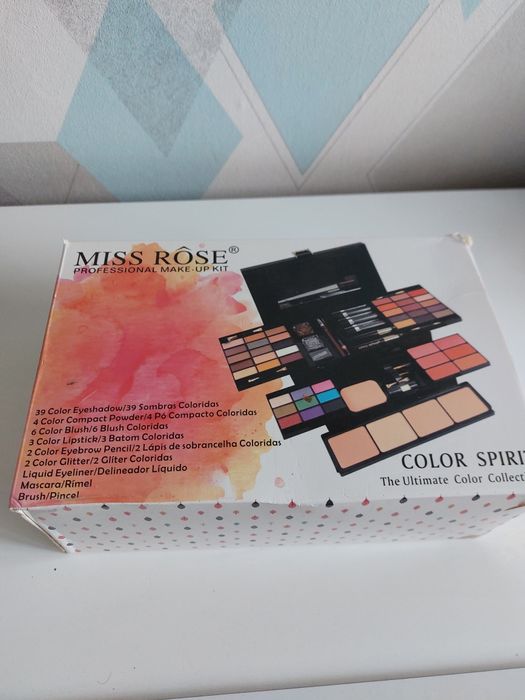 MISS RÔSE®
PROFESSIONAL MAKE-UP KIT
39 Color Eyeshadow/39 Sombras Coloridas
4 Color Compact Powder/4 Pó Compacto Coloridas
6 Color Blush/6 Blush Coloridas
3 Color Lipstick/3 Batom Coloridas
2 Color Eyebrow Pencil/2 Lápis de sobrancelha Coloridas
2 Color Glitter/2 Gliter Coloridas
Liquid Eyeliner/Delineador Líquido
Mascara/Rímel
Brush/Pincel
COLOR SPIRIT
The Ultimate Color Collect